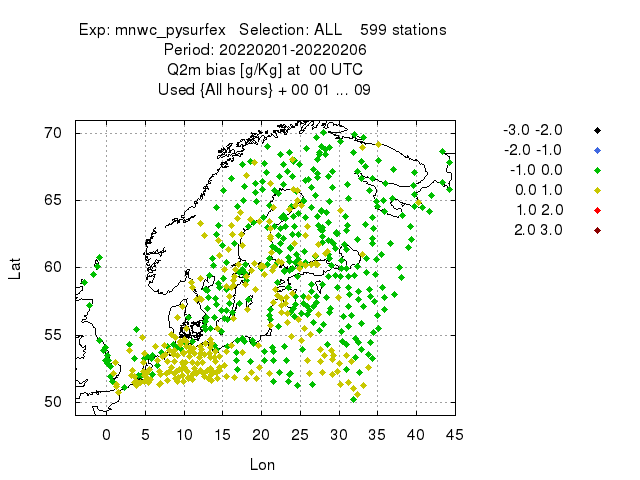 Exp: mnwc_pysurfex Selection: ALL 599 stations
Period: 20220201-20220206
Q2m bias [g/Kg] at 00 UTC
Used {All hours} + 00 01 ... 09
70
65
60
55
50
Lat
0 5 10 15 20 25 30 35 40 45
Lon
-3.0 -2.0
-2.0 -1.0
-1.0 0.0
0.0 1.0
1.0 2.0
2.0 3.0